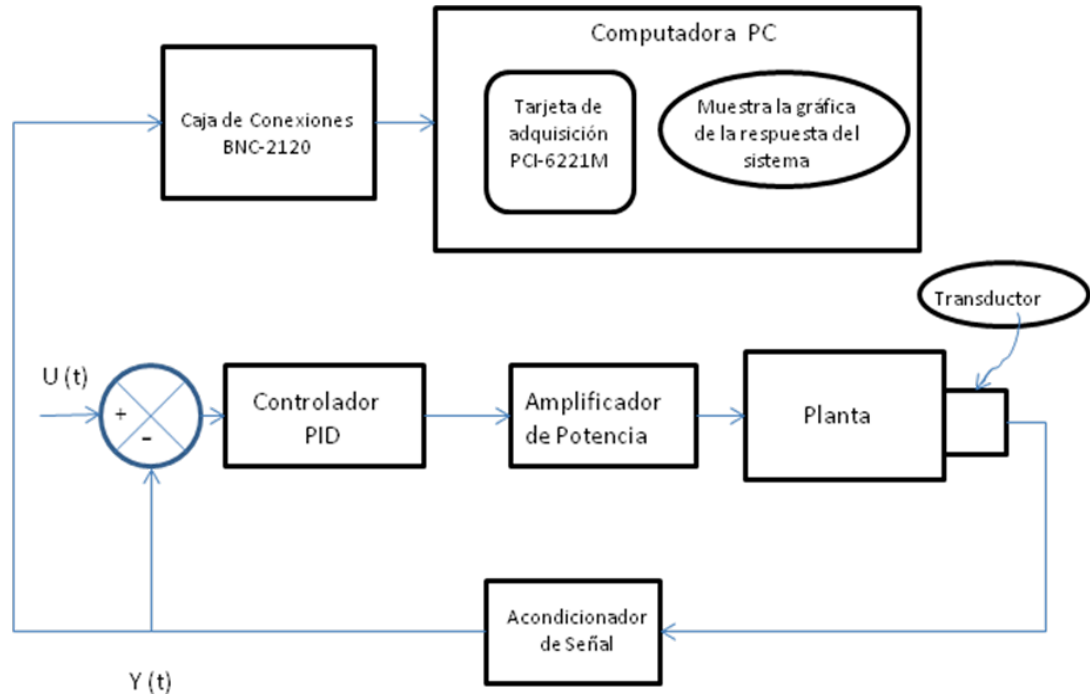 Computadora PC
Caja de Conexiones
BNC-2120
Tarjeta de
adquisición
PCI-6221M
Muestra la gráfica
de la respuesta del
sistema
Transductor
U (t)
+
-
Controlador
PID
Amplificador
de Potencia
Planta
Acondicionador
de Señal
Y (t)